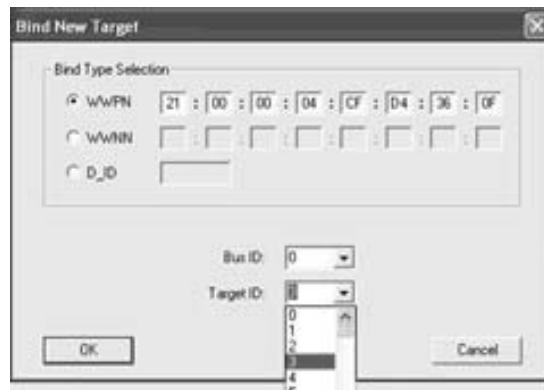 Bind New Target
Bind Type Selection
WWPN 21 : 00 : 00 : 04 : CF : D4 : 36 : 0F
WWNN : : : : : : :
D_ID
Bus ID: 0
Target ID:
0
1
2
3
4
OK Cancel